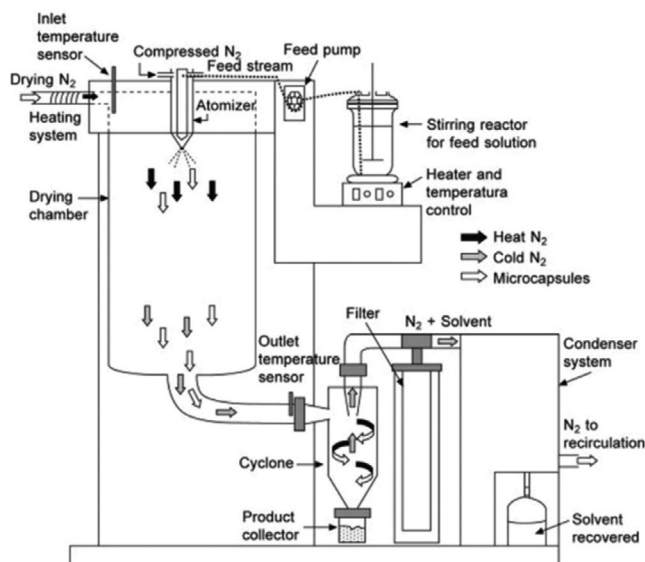 Inlet
temperature
sensor
Compressed N₂
Feed stream
Feed pump
Drying N₂
Heating
system
Atomizer
Stirring reactor
for feed solution
Heater and
temperatura
control
Drying
chamber
Heat N₂
Cold N₂
Microcapsules
Filter
N₂ + Solvent
Outlet
temperature
sensor
Condenser
system
N₂ to
recirculation
Cyclone
Product
collector
Solvent
recovered